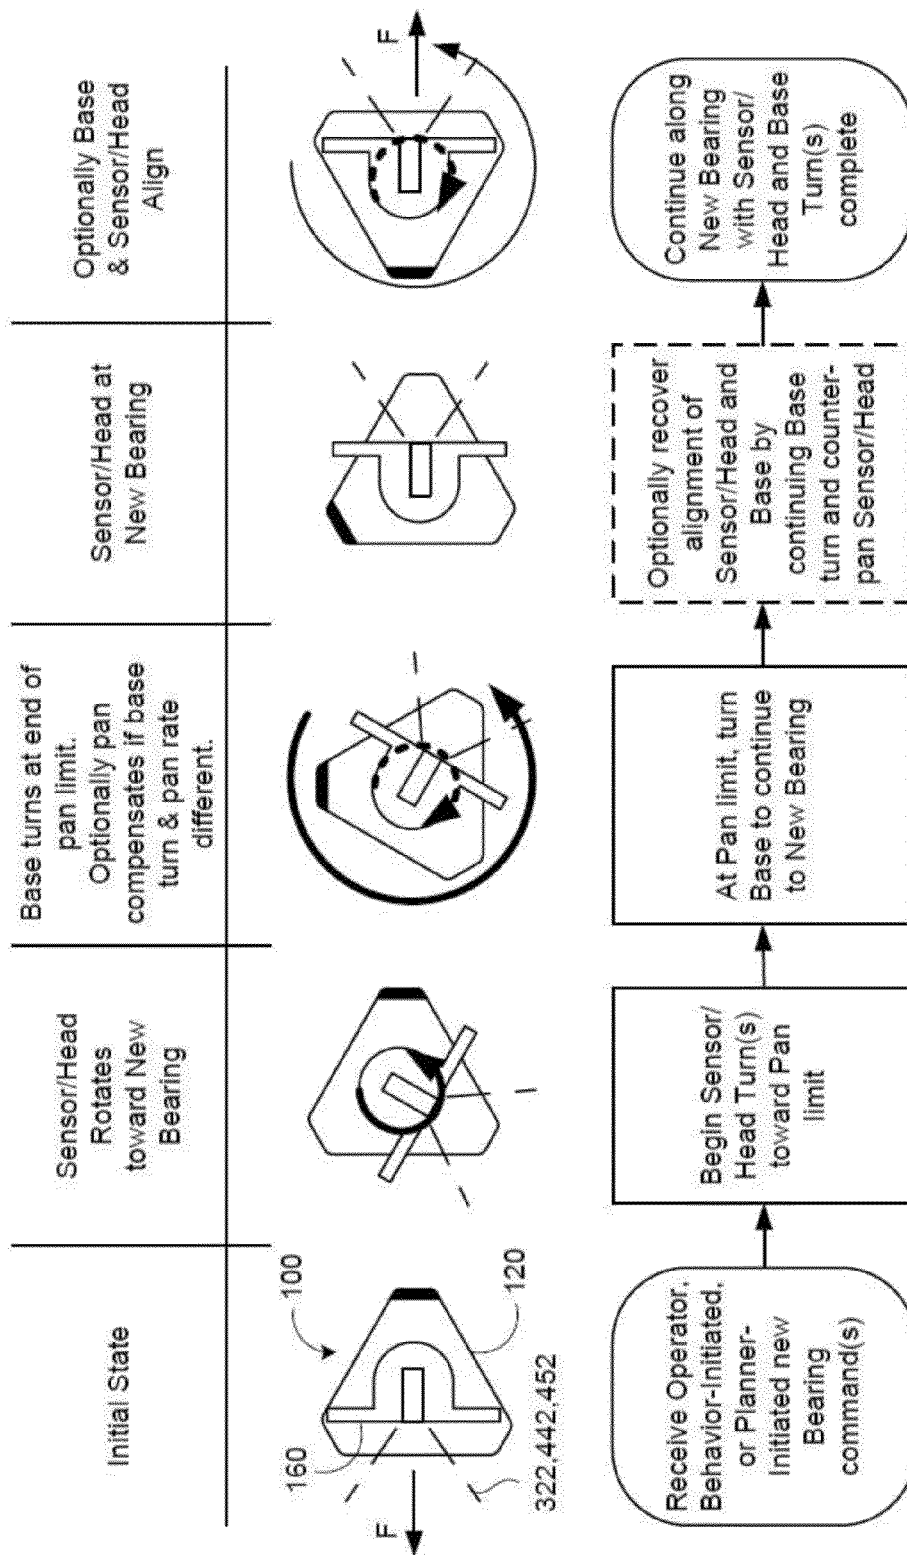 Initial State
Sensor/Head
Rotates
toward New
Bearing
Base turns at end of
pan limit.
Optionally pan
compensates if base
turn & pan rate
different.
Sensor/Head at
New Bearing
Optionally Base
& Sensor/Head
Align
F
160
100
120
322,442,452
F
Receive Operator,
Behavior-Initiated,
or Planner-
Initiated new
Bearing
command(s)
Begin Sensor/
Head Turn(s)
toward Pan
limit
At Pan limit, turn
Base to continue
to New Bearing
Optionally recover
alignment of
Sensor/Head and
Base by
continuing Base
turn and counter-
pan Sensor/Head
Continue along
New Bearing
with Sensor/
Head and Base
Turn(s)
complete